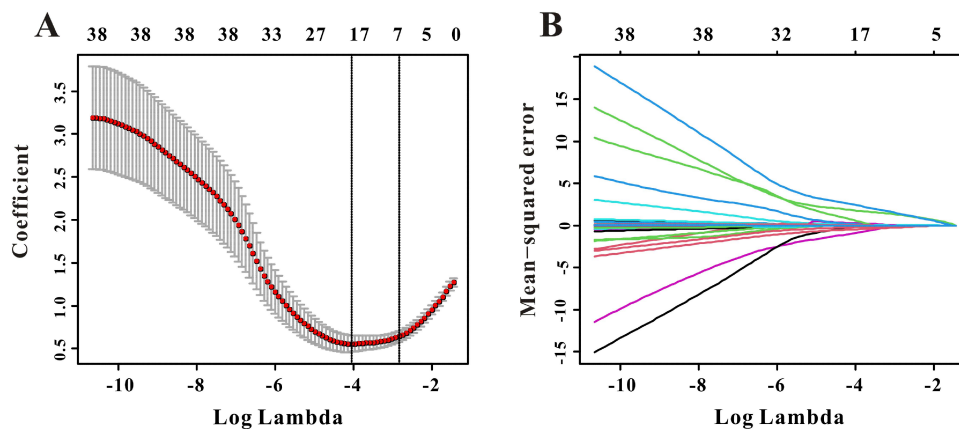 A
38 38 38 38 33 27 17 7 5 0
Coefficient
3.5
3.0
2.5
2.0
1.5
1.0
0.5
-10 -8 -6 -4 -2
Log Lambda
B
38 38 32 17 5
Mean-squared error
15
10
5
0
-5
-10
-15
-10 -8 -6 -4 -2
Log Lambda